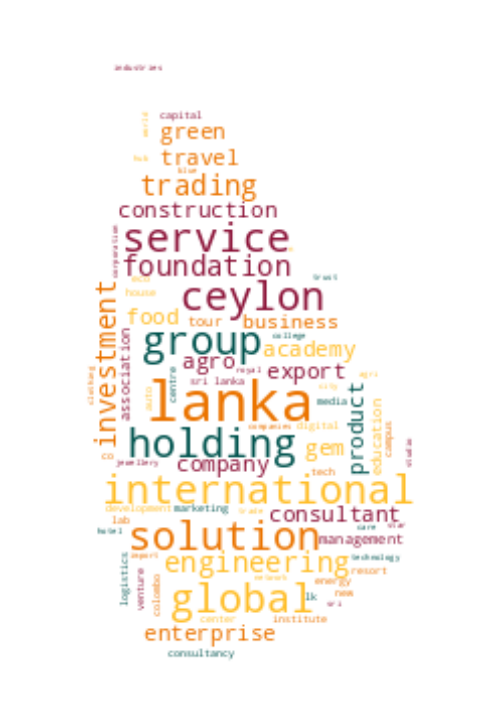 industries
capital
world
green
hub
travel
blue
trading
construction
service
corporation
foundation
trust
eco
ceylon
house
investment
food
tour
business
college
group
academy
association
agro
royal
export
agri
centre
sri lanka
clothing
auto
lanka
city
product
media
education
companies
digital
campus
holding
gem
co
jewellery
company
tech
international
development
marketing
trade
consultant
lab
hotel
solution
care
star
management
import
engineering
technology
logistics
venture
network
resort
energy
colombo
global
lk
new
sri
center
institute
enterprise
consultancy